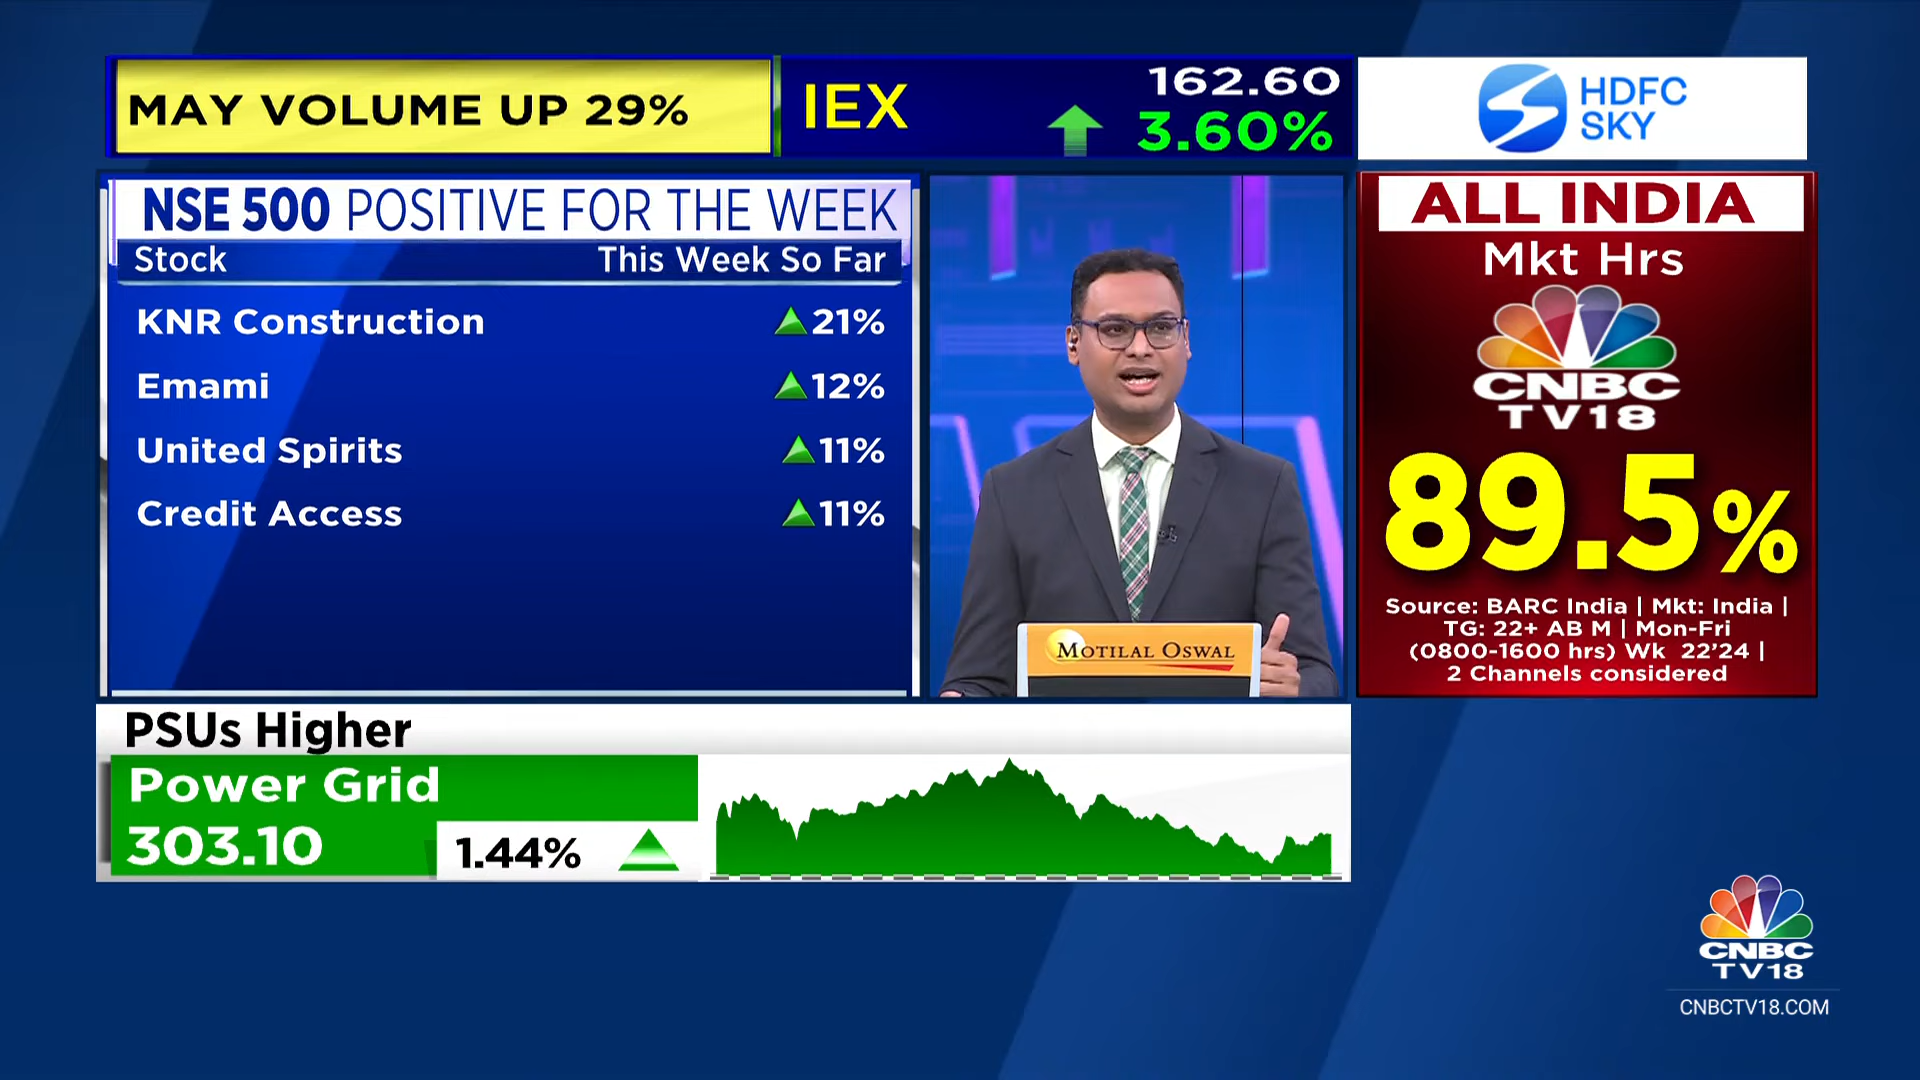 MAY VOLUME UP 29%
IEX
162.60
3.60%
HDFC
SKY
NSE 500 POSITIVE FOR THE WEEK
Stock This Week So Far
KNR Construction 21%
Emami 12%
United Spirits 11%
Credit Access 11%
MOTILAL OSWAL
ALL INDIA
Mkt Hrs
CNBC
TV18
89.5%
Source: BARC India | Mkt: India |
TG: 22+ AB M | Mon-Fri
(0800-1600 hrs) Wk 22'24 |
2 Channels considered
PSUs Higher
Power Grid
303.10
1.44%
CNBC
TV18
CNBCTV18.COM